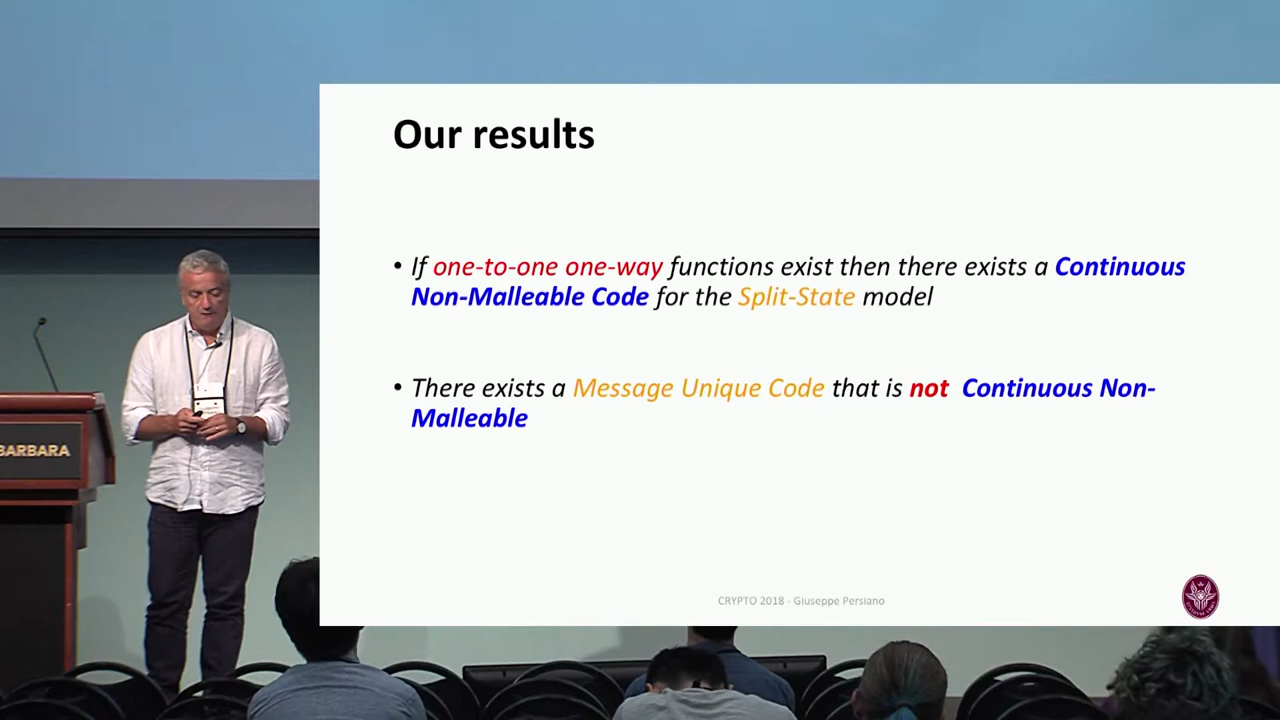 Our results
• If one-to-one one-way functions exist then there exists a Continuous
Non-Malleable Code for the Split-State model
• There exists a Message Unique Code that is not Continuous Non-
Malleable
BARBARA
CRYPTO 2018 - Giuseppe Persiano